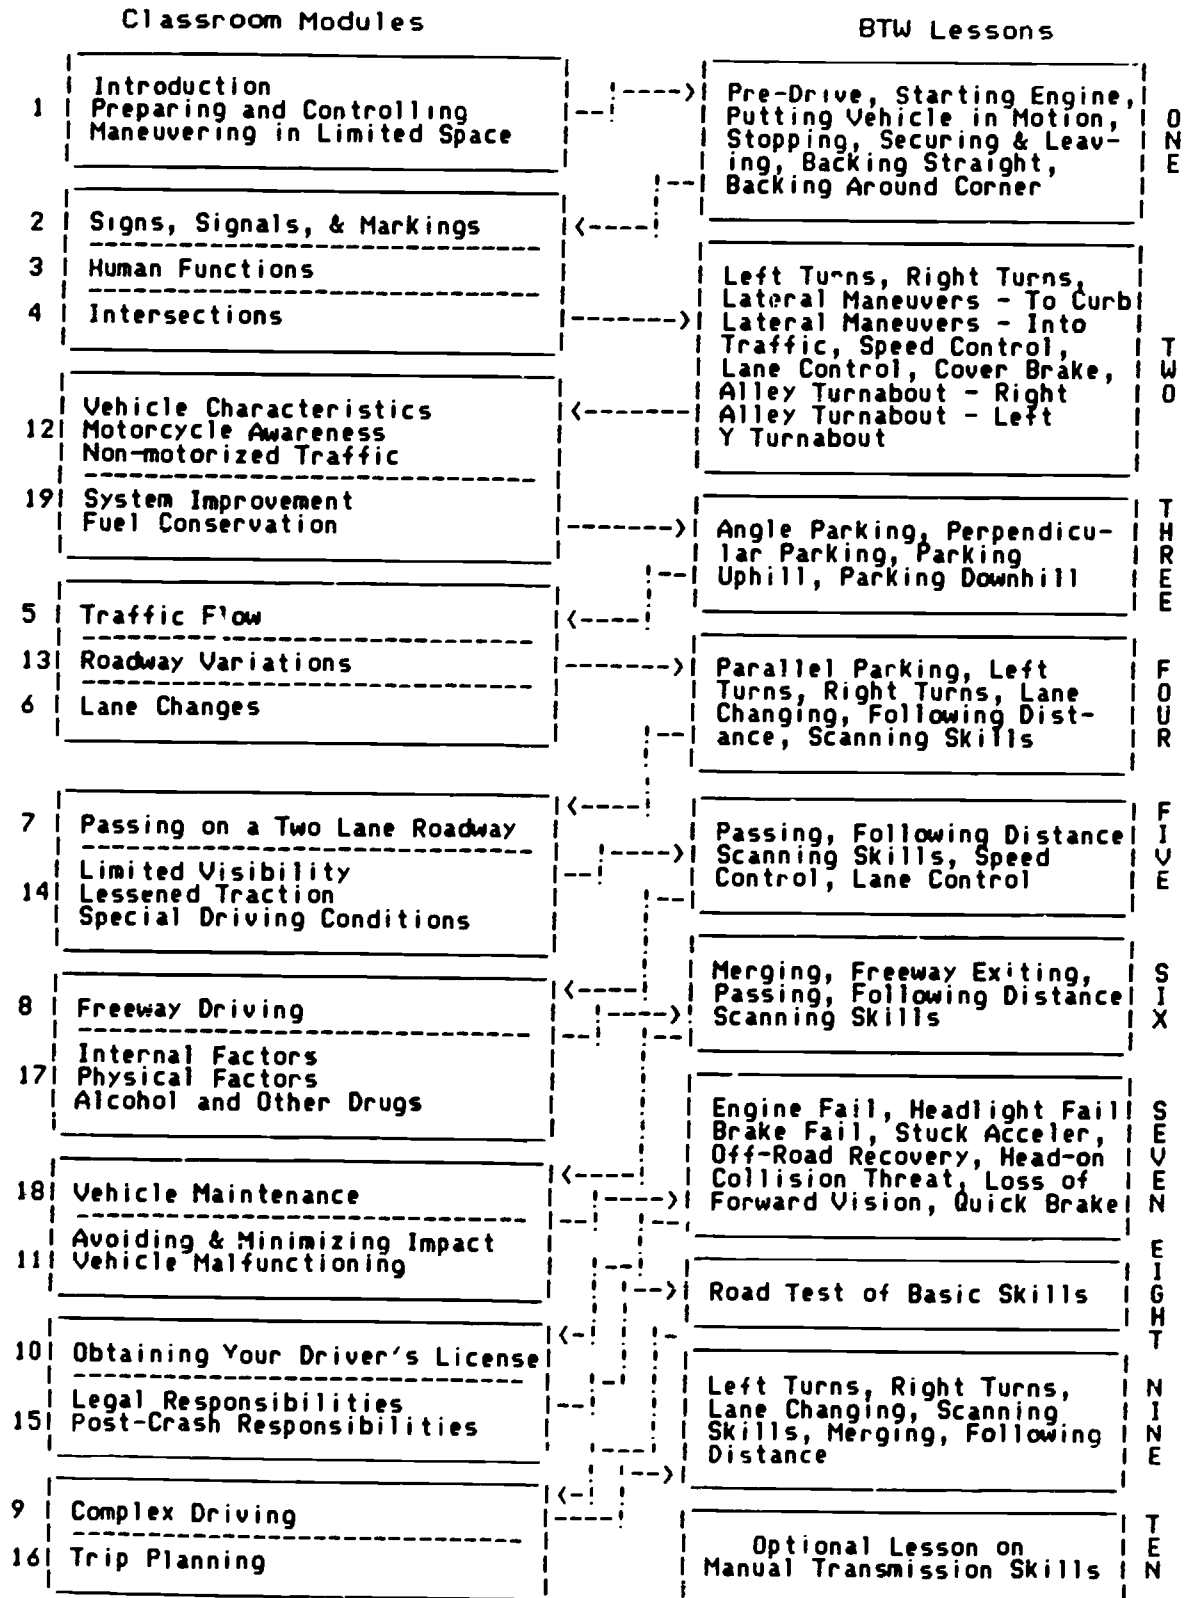 Classroom Modules
1
Introduction
Preparing and Controlling
Maneuvering in Limited Space
2
Signs, Signals, & Markings
3
Human Functions
4
Intersections
12
Vehicle Characteristics
Motorcycle Awareness
Non-motorized Traffic
19
System Improvement
Fuel Conservation
5
Traffic Flow
13
Roadway Variations
6
Lane Changes
7
Passing on a Two Lane Roadway
14
Limited Visibility
Lessened Traction
Special Driving Conditions
8
Freeway Driving
17
Internal Factors
Physical Factors
Alcohol and Other Drugs
18
Vehicle Maintenance
11
Avoiding & Minimizing Impact
Vehicle Malfunctioning
10
Obtaining Your Driver's License
15
Legal Responsibilities
Post-Crash Responsibilities
9
Complex Driving
16
Trip Planning
BTW Lessons
Pre-Drive, Starting Engine,
Putting Vehicle in Motion,
Stopping, Securing & Leav-
ing, Backing Straight,
Backing Around Corner
ONE
Left Turns, Right Turns,
Lateral Maneuvers - To Curb
Lateral Maneuvers - Into
Traffic, Speed Control,
Lane Control, Cover Brake,
Alley Turnabout - Right
Alley Turnabout - Left
Y Turnabout
TWO
Angle Parking, Perpendicu-
lar Parking, Parking
Uphill, Parking Downhill
THREE
Parallel Parking, Left
Turns, Right Turns, Lane
Changing, Following Dist-
ance, Scanning Skills
FOUR
Passing, Following Distance
Scanning Skills, Speed
Control, Lane Control
FIVE
Merging, Freeway Exiting,
Passing, Following Distance
Scanning Skills
SIX
Engine Fail, Headlight Fail
Brake Fail, Stuck Acceler,
Off-Road Recovery, Head-on
Collision Threat, Loss of
Forward Vision, Quick Brake
SEVEN
Road Test of Basic Skills
EIGHT
Left Turns, Right Turns,
Lane Changing, Scanning
Skills, Merging, Following
Distance
NINE
Optional Lesson on
Manual Transmission Skills
TEN